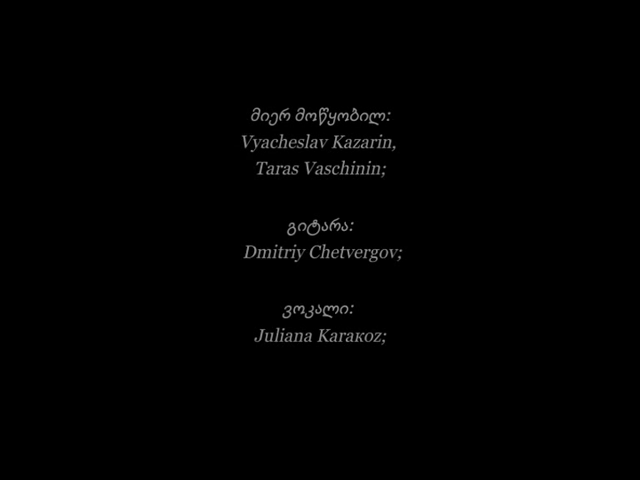 მიერ მოწყობილ:
Vyacheslav Kazarin,
Taras Vaschinin;
გიტარა:
Dmitriy Chetvergov;
ვოკალი:
Juliana Karaкoz;